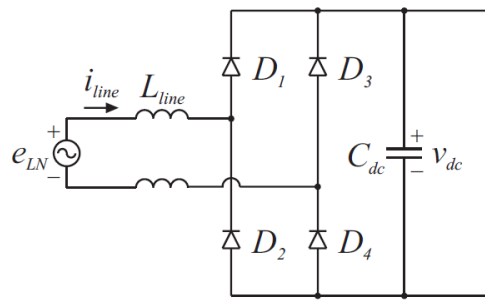 i_line L_line D_1 D_3
+
e_LN
−
C_dc + v_dc
−
D_2 D_4